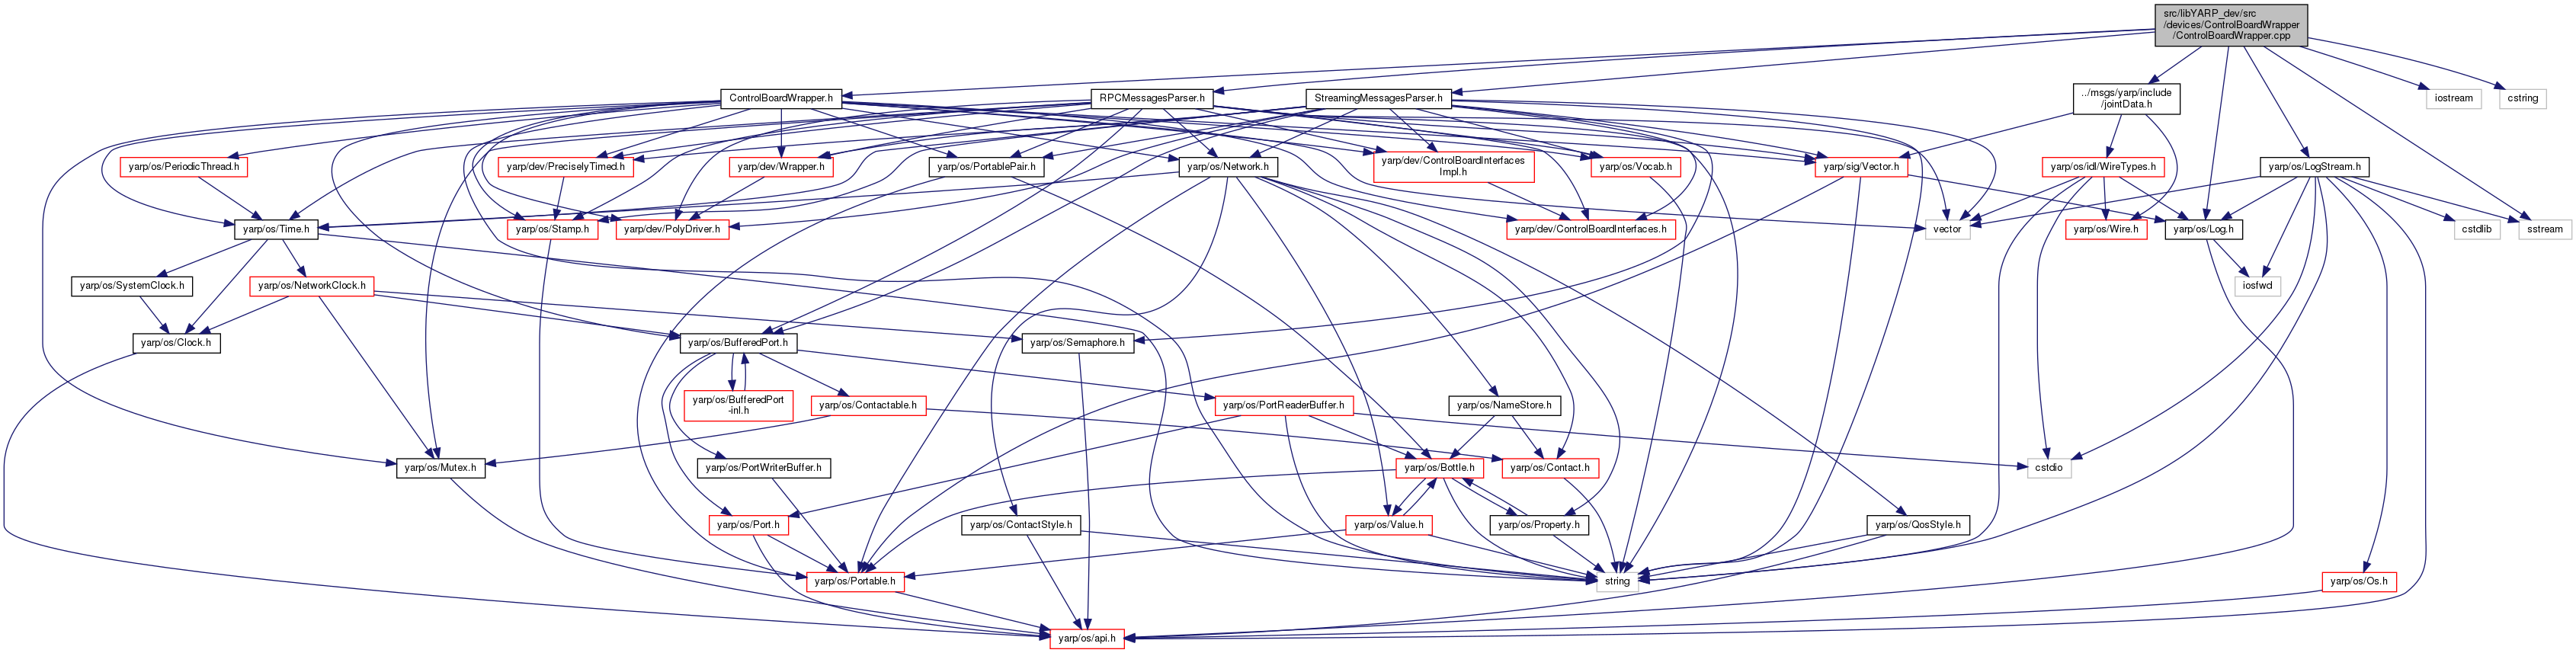 src/libYARP_dev/src
/devices/ControlBoardWrapper
/ControlBoardWrapper.cpp
ControlBoardWrapper.h
RPCMessagesParser.h
StreamingMessagesParser.h
../msgs/yarp/include
/jointData.h
iostream
cstring
yarp/os/PeriodicThread.h
yarp/dev/PreciselyTimed.h
yarp/dev/Wrapper.h
yarp/os/PortablePair.h
yarp/os/Network.h
yarp/dev/ControlBoardInterfaces
Impl.h
yarp/os/Vocab.h
yarp/sig/Vector.h
yarp/os/idl/WireTypes.h
yarp/os/LogStream.h
yarp/os/Time.h
yarp/os/Stamp.h
yarp/dev/PolyDriver.h
yarp/dev/ControlBoardInterfaces.h
vector
yarp/os/Wire.h
yarp/os/Log.h
cstdlib
sstream
yarp/os/SystemClock.h
yarp/os/NetworkClock.h
iosfwd
yarp/os/Clock.h
yarp/os/BufferedPort.h
yarp/os/Semaphore.h
yarp/os/BufferedPort
-inl.h
yarp/os/Contactable.h
yarp/os/PortReaderBuffer.h
yarp/os/NameStore.h
yarp/os/Mutex.h
yarp/os/PortWriterBuffer.h
yarp/os/Bottle.h
yarp/os/Contact.h
cstdio
yarp/os/Port.h
yarp/os/ContactStyle.h
yarp/os/Value.h
yarp/os/Property.h
yarp/os/QosStyle.h
yarp/os/Portable.h
string
yarp/os/Os.h
yarp/os/api.h